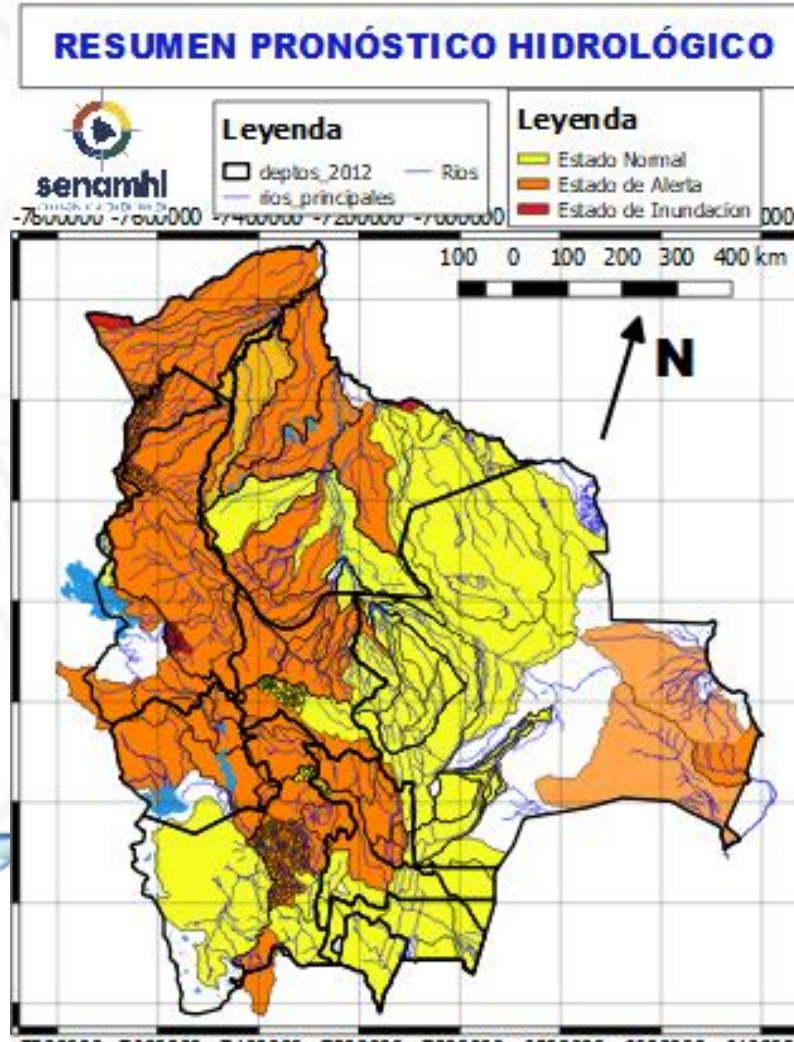 RESUMEN PRONÓSTICO HIDROLÓGICO
senamhi
Leyenda
deptos_2012
Rios
rios_principales
Leyenda
Estado Normal
Estado de Alerta
Estado de Inundacion
-7800000 -7600000 -7400000 -7200000 -7000000
100 0 100 200 300 400 km
N